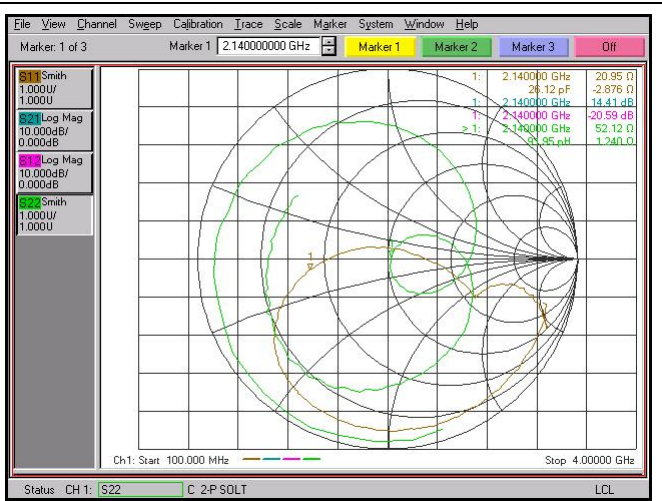 File View Channel Sweep Calibration Trace Scale Marker System Window Help
Marker: 1 of 3 Marker 1 2.140000000 GHz Marker 1 Marker 2 Marker 3 Off
S11 Smith
1.000U/
1.000U
S21 Log Mag
10.000dB/
0.000dB
S12 Log Mag
10.000dB/
0.000dB
S22 Smith
1.000U/
1.000U
1: 2.140000 GHz 20.95 Ω
26.12 pF -2.876 Ω
1: 2.140000 GHz 14.41 dB
1: 2.140000 GHz -20.59 dB
> 1: 2.140000 GHz 52.12 Ω
pH 1.240 Ω
1
Ch1: Start 100.000 MHz Stop 4.00000 GHz
Status CH 1: S22 C 2-P SOLT LCL